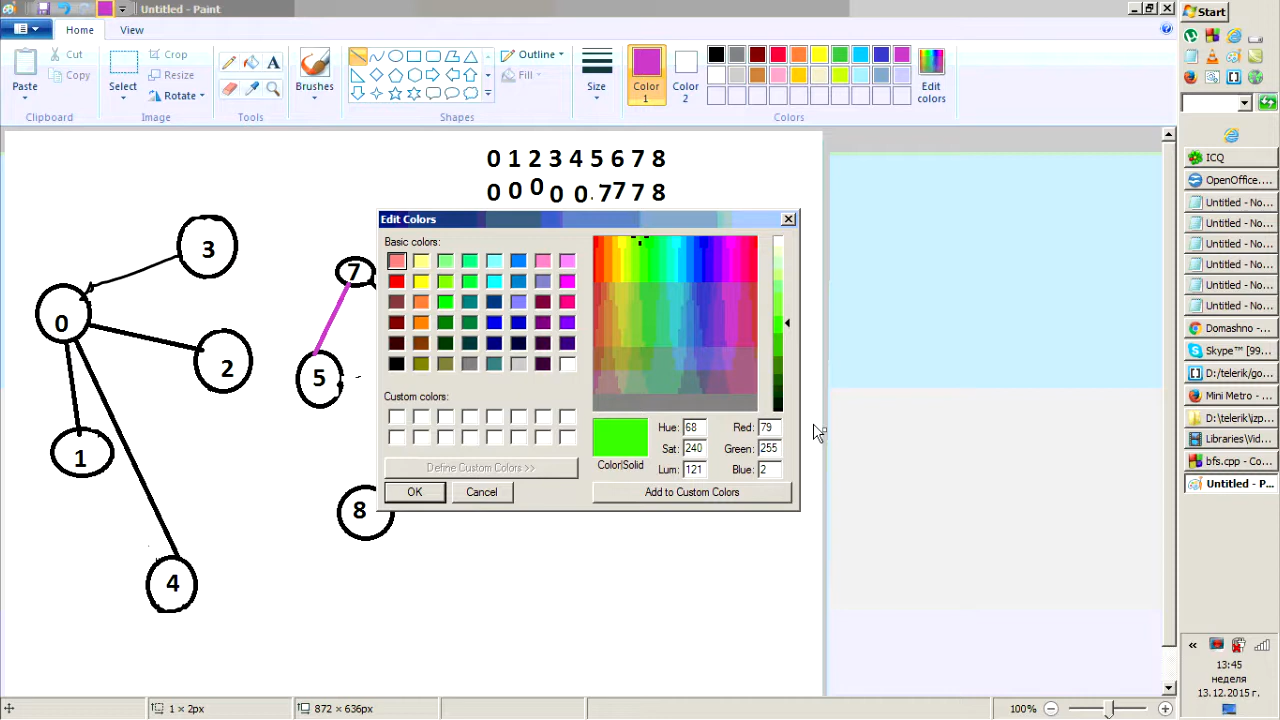 Untitled - Paint
Home View
Paste
Cut
Copy
Clipboard
Select
Crop
Resize
Rotate
Image
A
Tools
Brushes
Outline
Fill
Shapes
Size
Color 1
Color 2
Edit colors
Colors
0 1 2 3 4 5 6 7 8
0 0 0 0 0 7 7 7 8
3
0
2
1
4
7
5
8
Edit Colors
Basic colors:
Custom colors:
Define Custom Colors >>
OK
Cancel
Color|Solid
Hue: 68
Sat: 240
Lum: 121
Red: 79
Green: 255
Blue: 2
Add to Custom Colors
Start
ICQ
OpenOffice.
Untitled - No...
Untitled - No...
Untitled - No...
Untitled - No...
Untitled - No...
Untitled - No...
Domashno - ...
Skype™ [99...
D:/telerik/go...
Mini Metro - ...
D:\telerik\izp...
Libraries\Vid...
bfs.cpp - Co...
Untitled - P...
«
13:45
неделя
13.12.2015 г.
1 × 2px
872 × 636px
100%